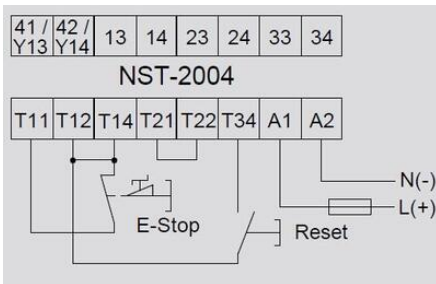 41 / 42 / 13 14 23 24 33 34
Y13 Y14
NST-2004
T11 T12 T14 T21 T22 T34 A1 A2
N(-)
L(+)
E-Stop Reset